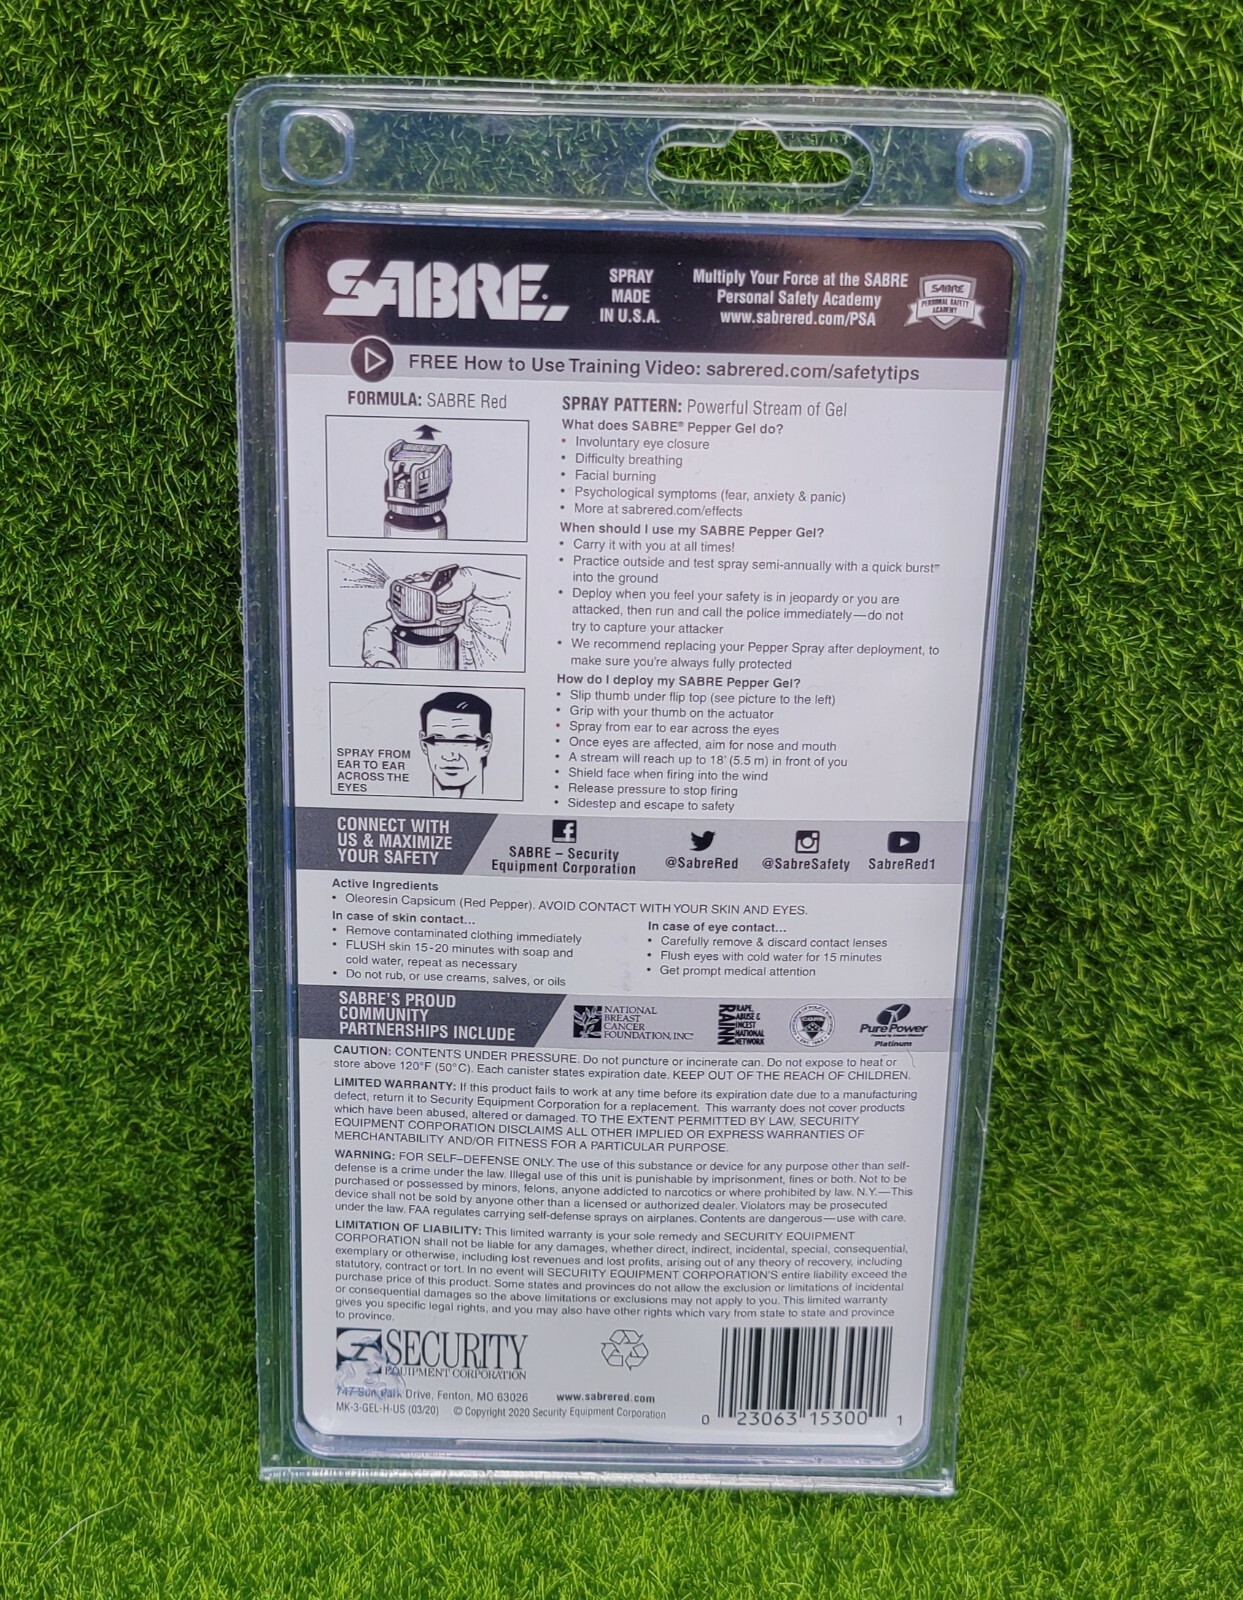 SABRE
SPRAY
MADE
IN U.S.A.
Multiply Your Force at the SABRE
Personal Safety Academy
www.sabrered.com/PSA
SABRE
PERSONAL SAFETY
ACADEMY
FREE How to Use Training Video: sabrered.com/safetytips
FORMULA: SABRE Red
SPRAY FROM
EAR TO EAR
ACROSS THE
EYES
SPRAY PATTERN: Powerful Stream of Gel
What does SABRE® Pepper Gel do?
• Involuntary eye closure
• Difficulty breathing
• Facial burning
• Psychological symptoms (fear, anxiety & panic)
• More at sabrered.com/effects
When should I use my SABRE Pepper Gel?
• Carry it with you at all times!
• Practice outside and test spray semi-annually with a quick burst
into the ground
• Deploy when you feel your safety is in jeopardy or you are
attacked, then run and call the police immediately—do not
try to capture your attacker
• We recommend replacing your Pepper Spray after deployment, to
make sure you're always fully protected
How do I deploy my SABRE Pepper Gel?
• Slip thumb under flip top (see picture to the left)
• Grip with your thumb on the actuator
• Spray from ear to ear across the eyes
• Once eyes are affected, aim for nose and mouth
• A stream will reach up to 18' (5.5 m) in front of you
• Shield face when firing into the wind
• Release pressure to stop firing
• Sidestep and escape to safety
CONNECT WITH
US & MAXIMIZE
YOUR SAFETY
SABRE – Security
Equipment Corporation
@SabreRed
@SabreSafety
SabreRed1
Active Ingredients
• Oleoresin Capsicum (Red Pepper). AVOID CONTACT WITH YOUR SKIN AND EYES.
In case of skin contact...
• Remove contaminated clothing immediately
• FLUSH skin 15-20 minutes with soap and
cold water, repeat as necessary
• Do not rub, or use creams, salves, or oils
In case of eye contact...
• Carefully remove & discard contact lenses
• Flush eyes with cold water for 15 minutes
• Get prompt medical attention
SABRE'S PROUD
COMMUNITY
PARTNERSHIPS INCLUDE
NATIONAL
BREAST
CANCER
FOUNDATION, INC®
RAINN
RAPE,
ABUSE &
INCEST
NATIONAL
NETWORK
PurePower
Platinum
CAUTION: CONTENTS UNDER PRESSURE. Do not puncture or incinerate can. Do not expose to heat or
store above 120°F (50°C). Each canister states expiration date. KEEP OUT OF THE REACH OF CHILDREN.
LIMITED WARRANTY: If this product fails to work at any time before its expiration date due to a manufacturing
defect, return it to Security Equipment Corporation for a replacement. This warranty does not cover products
which have been abused, altered or damaged. TO THE EXTENT PERMITTED BY LAW, SECURITY
EQUIPMENT CORPORATION DISCLAIMS ALL OTHER IMPLIED OR EXPRESS WARRANTIES OF
MERCHANTABILITY AND/OR FITNESS FOR A PARTICULAR PURPOSE.
WARNING: FOR SELF–DEFENSE ONLY. The use of this substance or device for any purpose other than self-
defense is a crime under the law. Illegal use of this unit is punishable by imprisonment, fines or both. Not to be
purchased or possessed by minors, felons, anyone addicted to narcotics or where prohibited by law. N.Y.—This
device shall not be sold by anyone other than a licensed or authorized dealer. Violators may be prosecuted
under the law. FAA regulates carrying self-defense sprays on airplanes. Contents are dangerous—use with care.
LIMITATION OF LIABILITY: This limited warranty is your sole remedy and SECURITY EQUIPMENT
CORPORATION shall not be liable for any damages, whether direct, indirect, incidental, special, consequential,
exemplary or otherwise, including lost revenues and lost profits, arising out of any theory of recovery, including
statutory, contract or tort. In no event will SECURITY EQUIPMENT CORPORATION'S entire liability exceed the
purchase price of this product. Some states and provinces do not allow the exclusion or limitations of incidental
or consequential damages so the above limitations or exclusions may not apply to you. This limited warranty
gives you specific legal rights, and you may also have other rights which vary from state to state and province
to province.
SECURITY
EQUIPMENT CORPORATION
747 Sun Park Drive, Fenton, MO 63026
www.sabrered.com
MK-3-GEL-H-US (03/20)
© Copyright 2020 Security Equipment Corporation
0 23063 15300 1